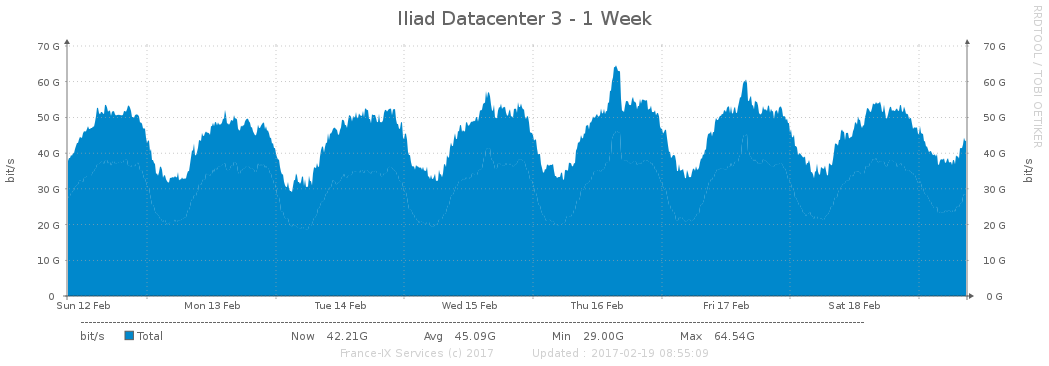 Iliad Datacenter 3 - 1 Week
RRDTOOL / TOBI OETIKER
70 G 70 G
60 G 60 G
50 G 50 G
40 G 40 G
30 G 30 G
20 G 20 G
10 G 10 G
0 0 G
bit/s bit/s
Sun 12 Feb Mon 13 Feb Tue 14 Feb Wed 15 Feb Thu 16 Feb Fri 17 Feb Sat 18 Feb
bit/s Total Now 42.21G Avg 45.09G Min 29.00G Max 64.54G
France-IX Services (c) 2017 Updated : 2017-02-19 08:55:09